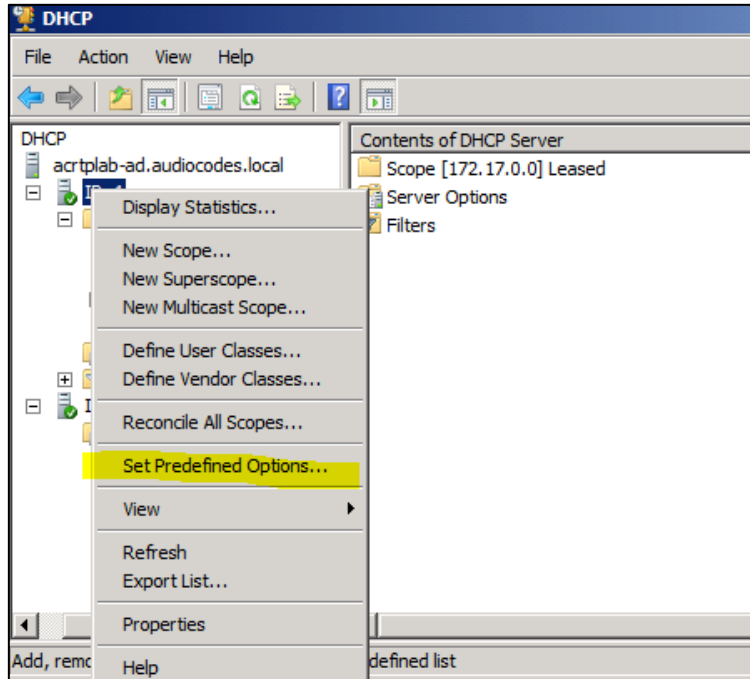 DHCP
File Action View Help
DHCP
acrtplab-ad.audiocodes.local
Contents of DHCP Server
Scope [172.17.0.0] Leased
Server Options
Filters
Display Statistics...
New Scope...
New Superscope...
New Multicast Scope...
Define User Classes...
Define Vendor Classes...
Reconcile All Scopes...
Set Predefined Options...
View
Refresh
Export List...
Properties
Help
Add, defined list